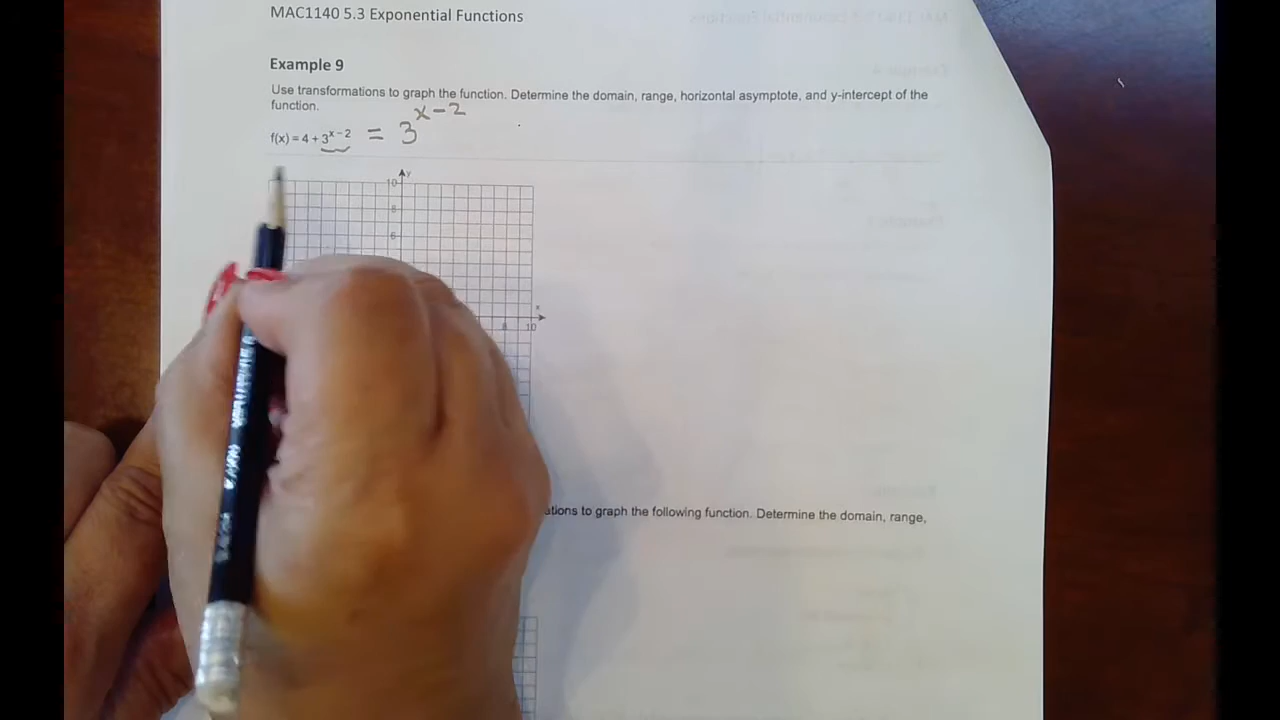 MAC1140 5.3 Exponential Functions
Example 9
Use transformations to graph the function. Determine the domain, range, horizontal asymptote, and y-intercept of the
function.
f(x) = 4 + 3^(x − 2) = 3^(x − 2)
y
10
8
6
x
8 10
to graph the following function. Determine the domain, range,